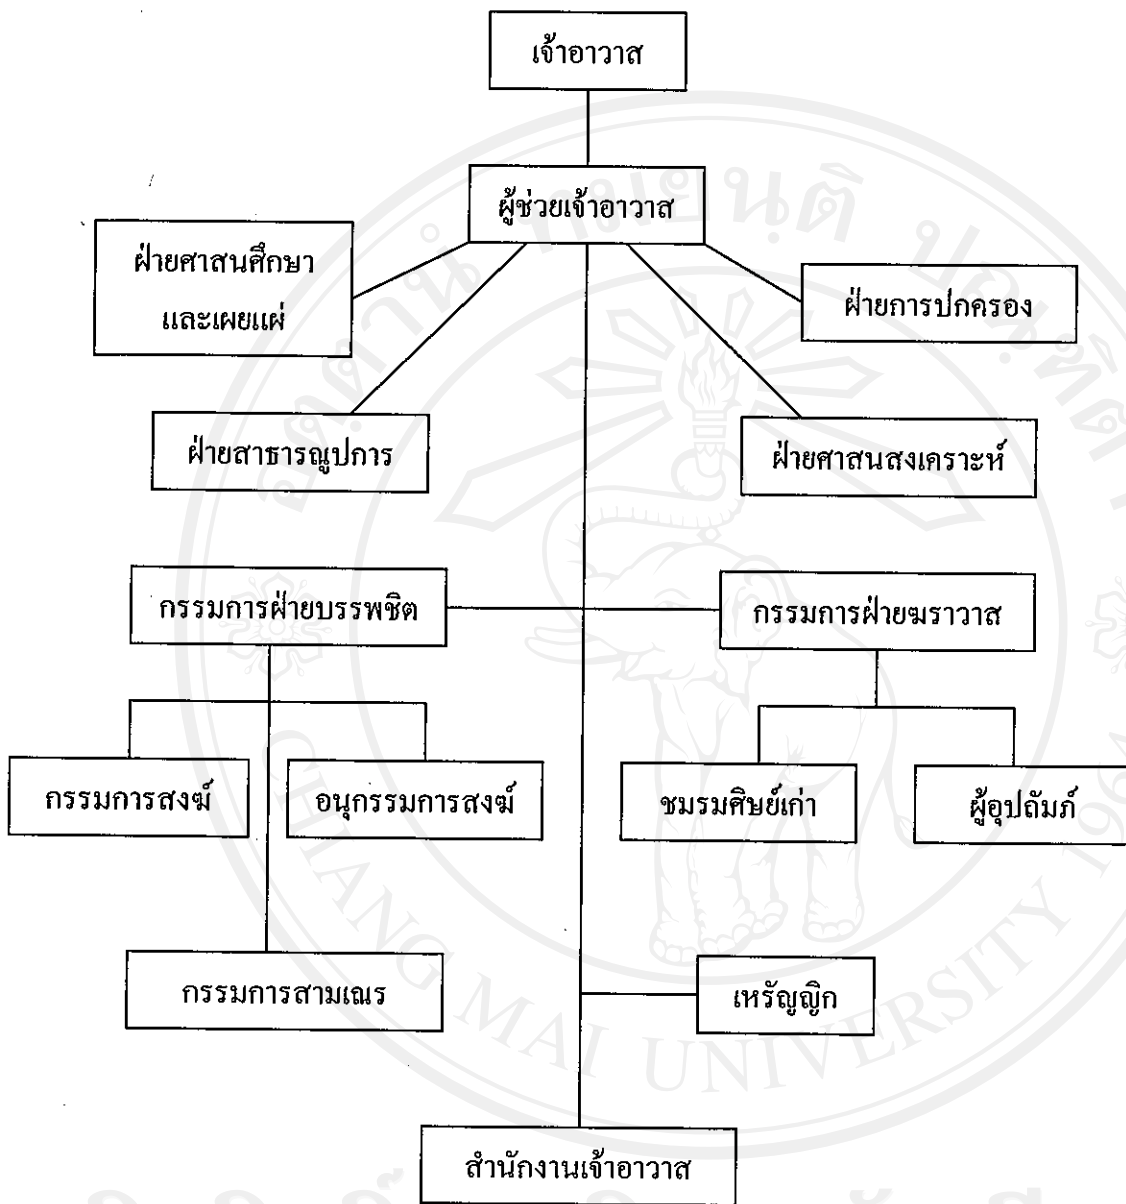 เจ้าอาวาส
ผู้ช่วยเจ้าอาวาส
ฝ่ายศาสนศึกษา
และเผยแผ่
ฝ่ายการปกครอง
ฝ่ายสาธารณูปการ
ฝ่ายศาสนสงเคราะห์
กรรมการฝ่ายบรรพชิต
กรรมการฝ่ายฆราวาส
กรรมการสงฆ์
อนุกรรมการสงฆ์
ชมรมศิษย์เก่า
ผู้อุปถัมภ์
กรรมการสามเณร
เหรัญญิก
สำนักงานเจ้าอาวาส
CHIANG MAI UNIVERSITY 1964